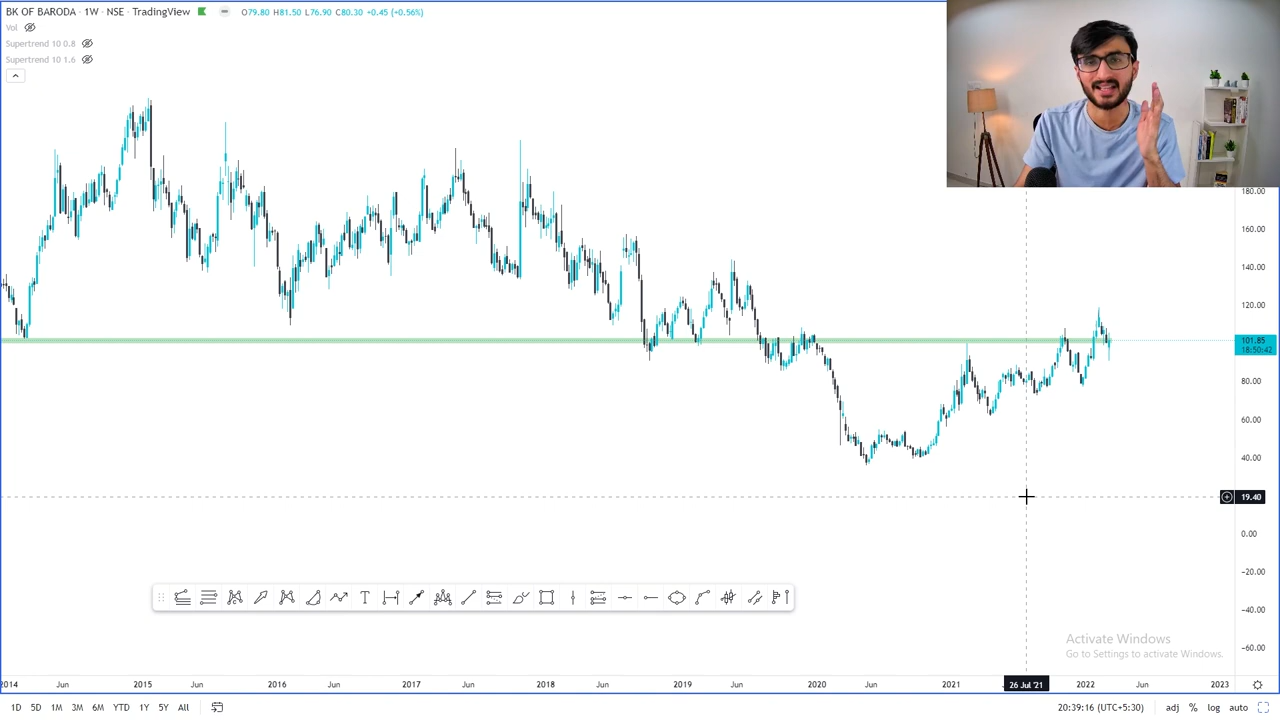 BK OF BARODA · 1W · NSE · TradingView O79.80 H81.50 L76.90 C80.30 +0.45 (+0.56%)
Vol
Supertrend 10 0.8
Supertrend 10 1.6
180.00
160.00
140.00
120.00
101.85
18:50:42
80.00
60.00
40.00
19.40
0.00
−20.00
−40.00
−60.00
T
Activate Windows
Go to Settings to activate Windows.
2014 Jun 2015 Jun 2016 Jun 2017 Jun 2018 Jun 2019 Jun 2020 Jun 2021 26 Jul '21 2022 Jun 2023
1D 5D 1M 3M 6M YTD 1Y 5Y All 20:39:16 (UTC+5:30) adj % log auto